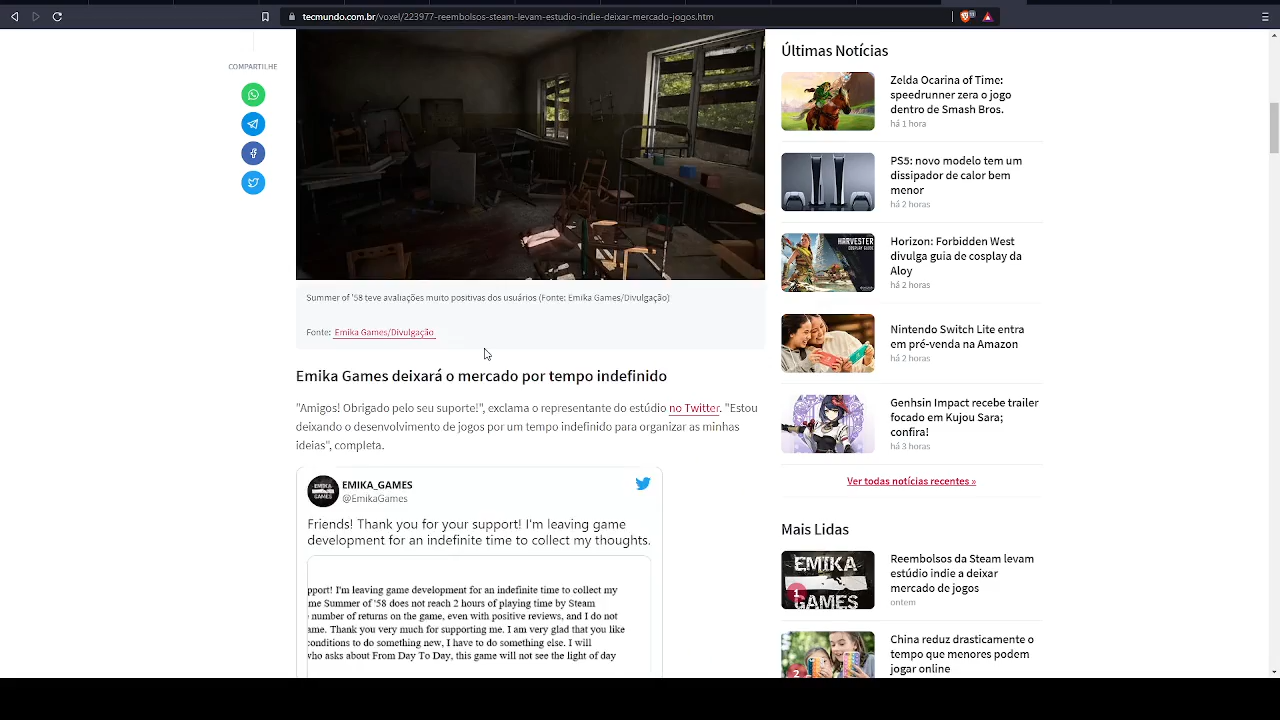 tecmundo.com.br/voxel/223977-reembolsos-steam-levam-estudio-indie-deixar-mercado-jogos.htm
COMPARTILHE
Summer of '58 teve avaliações muito positivas dos usuários (Fonte: Emika Games/Divulgação)
Fonte: Emika Games/Divulgação
Emika Games deixará o mercado por tempo indefinido
"Amigos! Obrigado pelo seu suporte!", exclama o representante do estúdio no Twitter. "Estou
deixando o desenvolvimento de jogos por um tempo indefinido para organizar as minhas
ideias", completa.
EMIKA GAMES
EMIKA_GAMES
@EmikaGames
Friends! Thank you for your support! I'm leaving game
development for an indefinite time to collect my thoughts.
pport! I'm leaving game development for an indefinite time to collect my
me Summer of '58 does not reach 2 hours of playing time by Steam
number of returns on the game, even with positive reviews, and I do not
ame. Thank you very much for supporting me. I am very glad that you like
conditions to do something new, I have to do something else. I will
who asks about From Day To Day, this game will not see the light of day
Últimas Notícias
Zelda Ocarina of Time:
speedrunner zera o jogo
dentro de Smash Bros.
há 1 hora
PS5: novo modelo tem um
dissipador de calor bem
menor
há 2 horas
HARVESTER
Horizon: Forbidden West
divulga guia de cosplay da
Aloy
há 2 horas
Nintendo Switch Lite entra
em pré-venda na Amazon
há 2 horas
Genhsin Impact recebe trailer
focado em Kujou Sara;
confira!
há 3 horas
Ver todas notícias recentes »
Mais Lidas
EMIKA
GAMES
1
Reembolsos da Steam levam
estúdio indie a deixar
mercado de jogos
ontem
2
China reduz drasticamente o
tempo que menores podem
jogar online